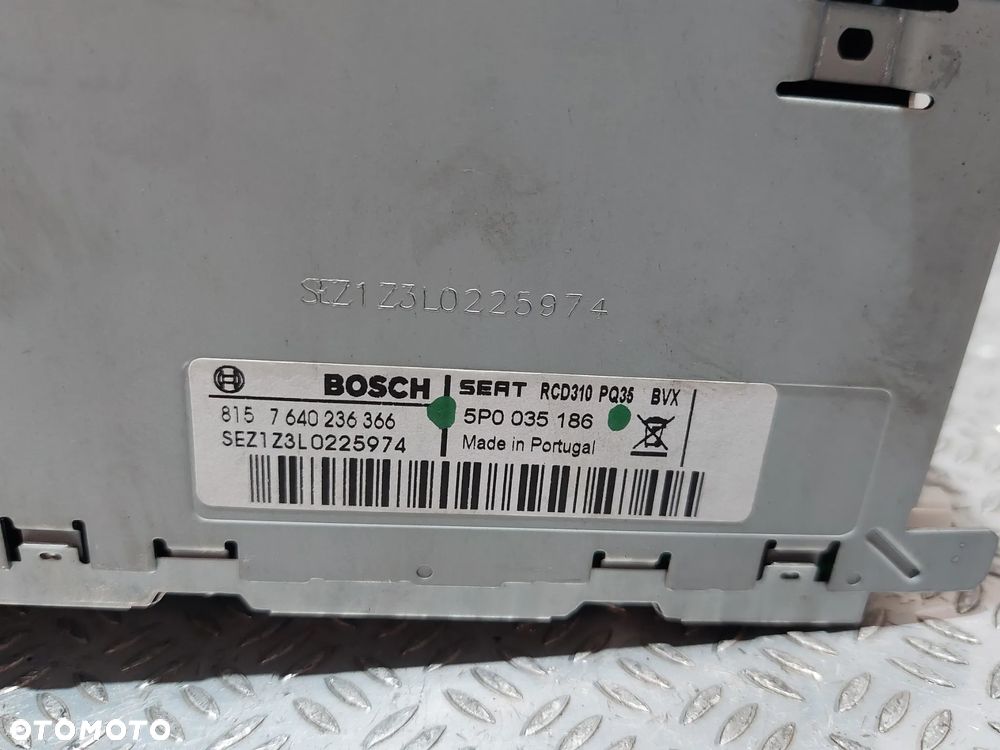 SEZ1Z3L0225974
BOSCH SEAT RCD310 PQ35 BVX
815 7 640 236 366 5P0 035 186
SEZ1Z3L0225974 Made in Portugal
OTOMOTO